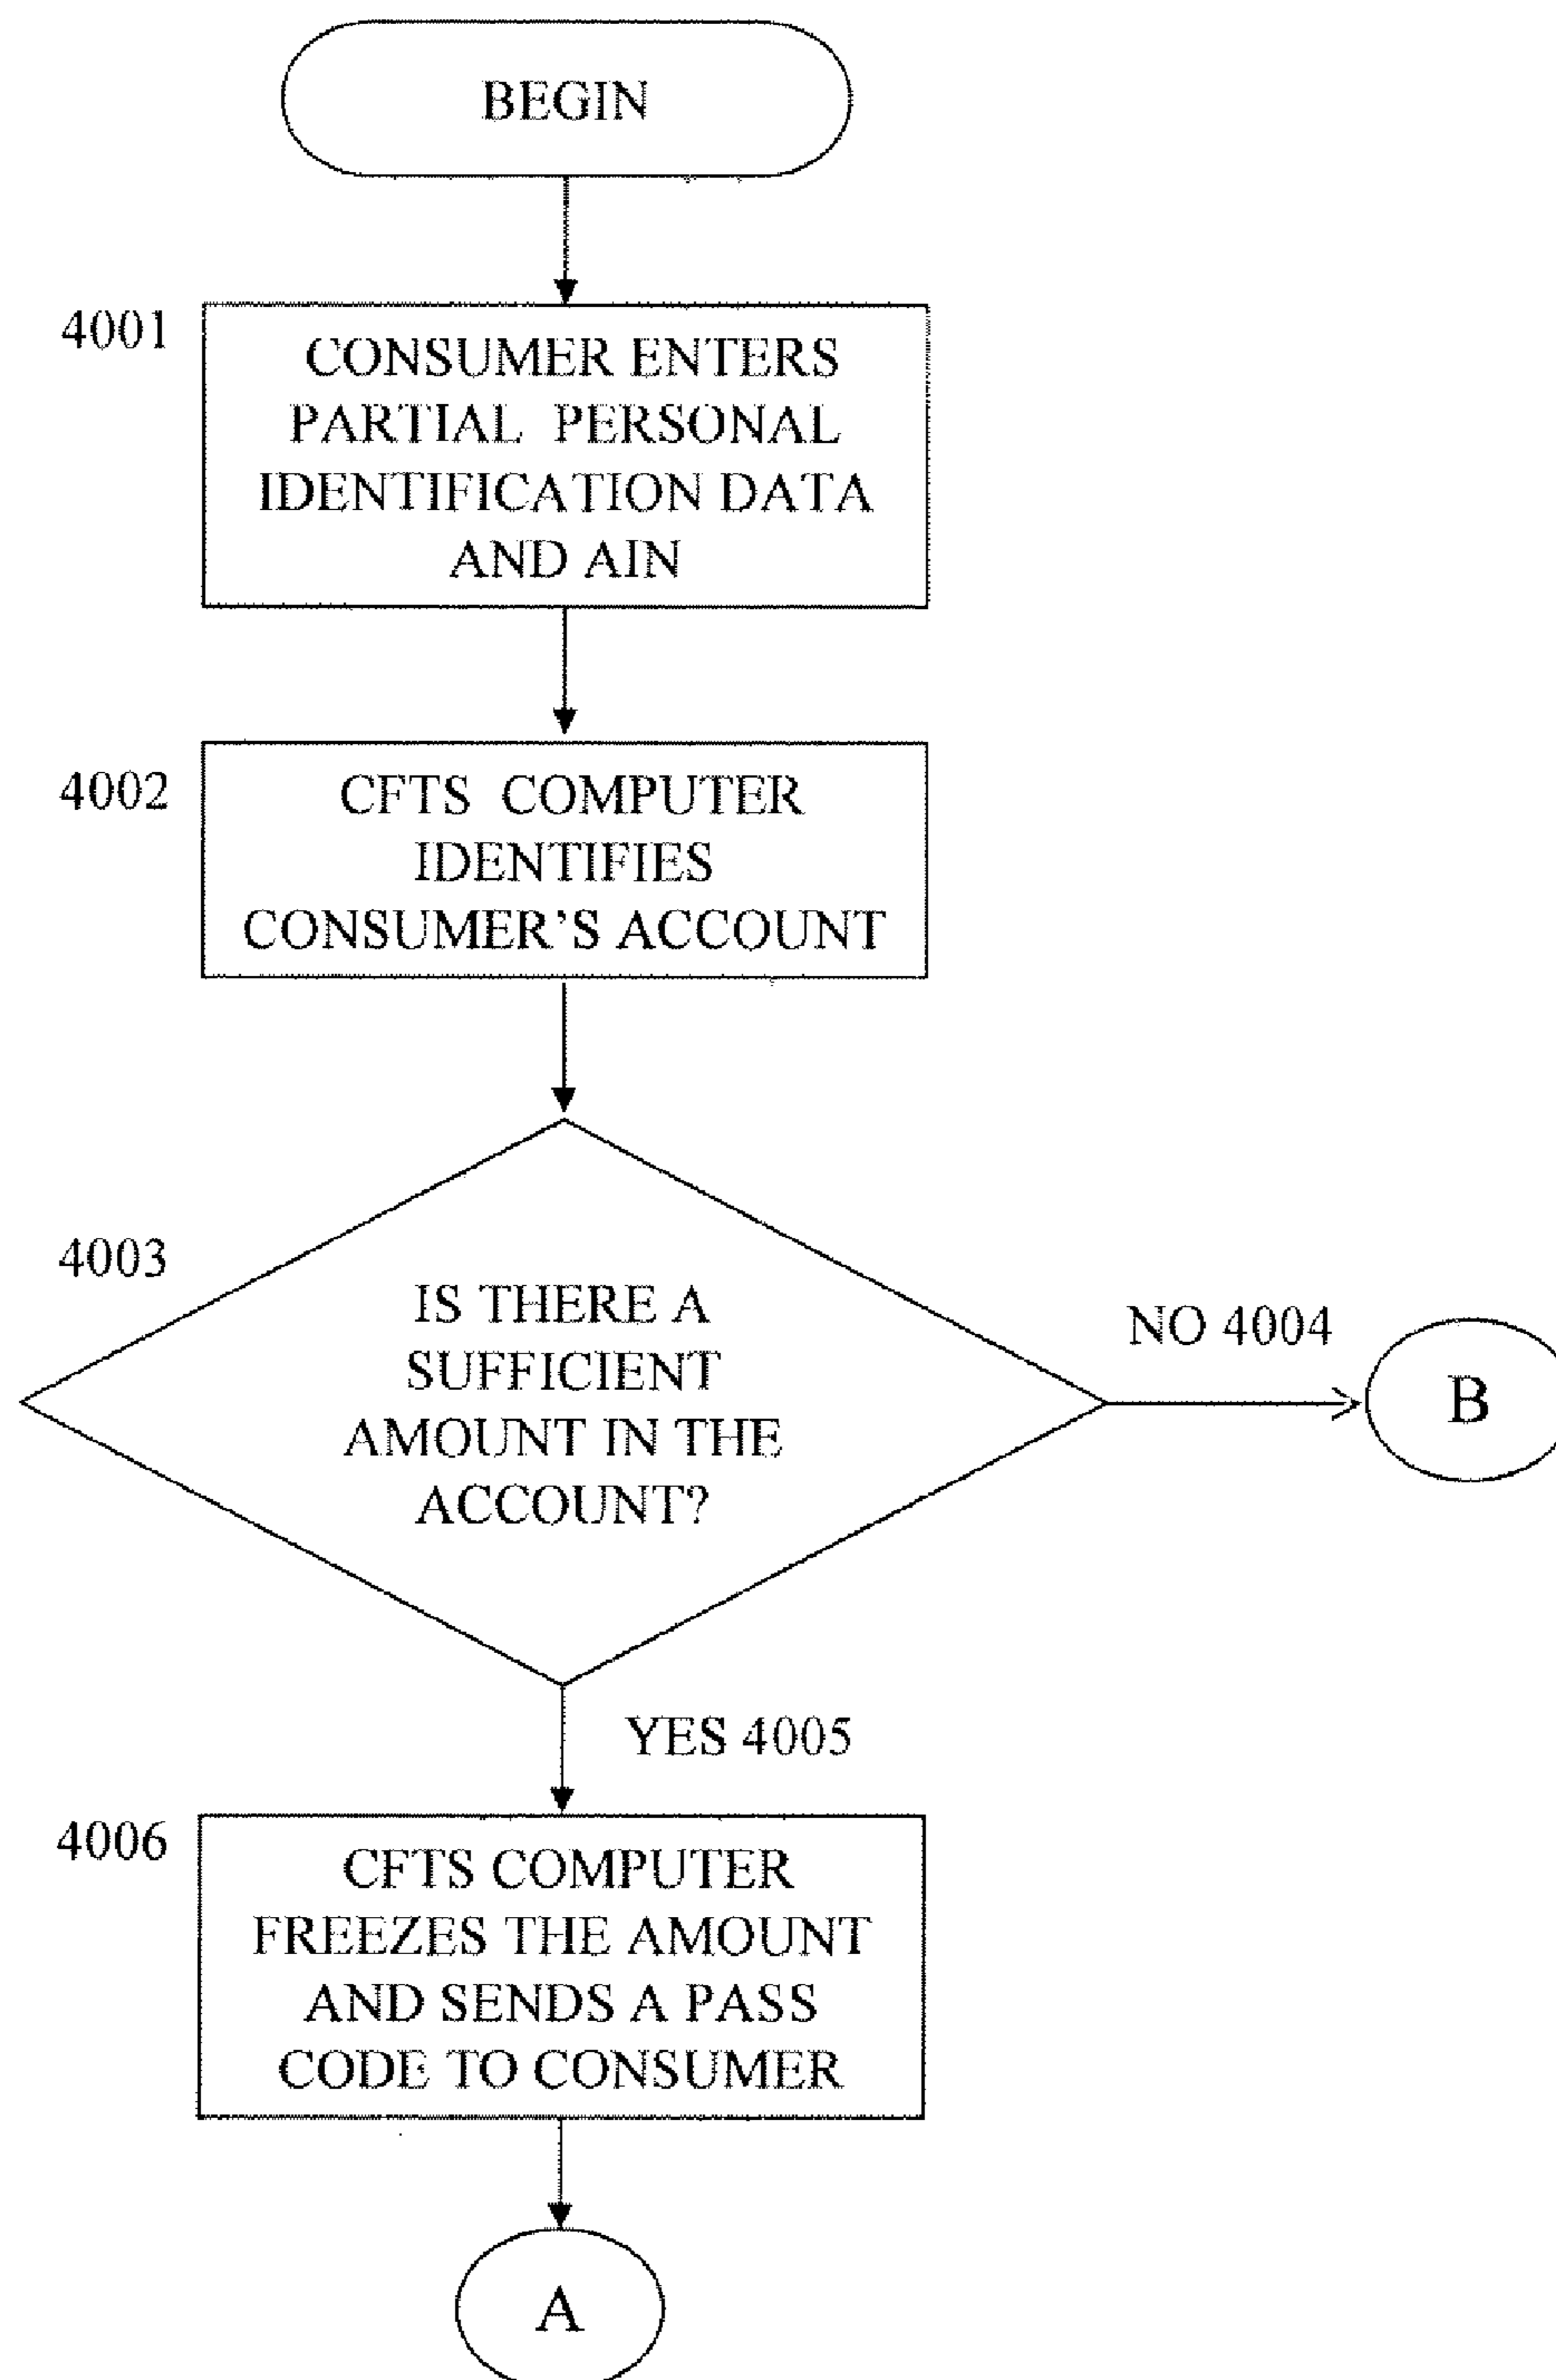 BEGIN
4001
CONSUMER ENTERS
PARTIAL PERSONAL
IDENTIFICATION DATA
AND AIN
4002
CFTS COMPUTER
IDENTIFIES
CONSUMER'S ACCOUNT
4003
IS THERE A
SUFFICIENT
AMOUNT IN THE
ACCOUNT?
NO 4004
B
YES 4005
4006
CFTS COMPUTER
FREEZES THE AMOUNT
AND SENDS A PASS
CODE TO CONSUMER
A